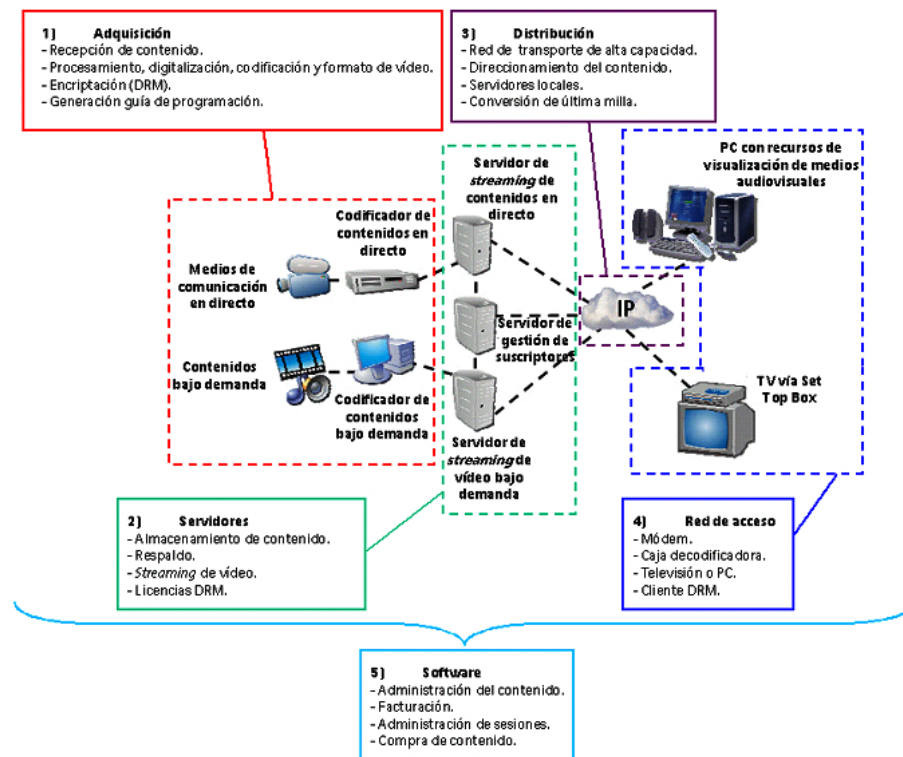 1) Adquisición
- Recepción de contenido.
- Procesamiento, digitalización, codificación y formato de vídeo.
- Encriptación (DRM).
- Generación guía de programación.
3) Distribución
- Red de transporte de alta capacidad.
- Direccionamiento del contenido.
- Servidores locales.
- Conversión de última milla.
PC con recursos de
visualización de medios
audiovisuales
Servidor de
streaming de
contenidos en
directo
Codificador de
contenidos en
directo
Medios de
comunicación
en directo
IP
Servidor de
gestión de
suscriptores
Contenidos
bajo demanda
Codificador de
contenidos
bajo demanda
TV vía Set
Top Box
Servidor de
streaming de
vídeo bajo
demanda
2) Servidores
- Almacenamiento de contenido.
- Respaldo.
- Streaming de vídeo.
- Licencias DRM.
4) Red de acceso
- Módem.
- Caja decodificadora.
- Televisión o PC.
- Cliente DRM.
5) Software
- Administración del contenido.
- Facturación.
- Administración de sesiones.
- Compra de contenido.